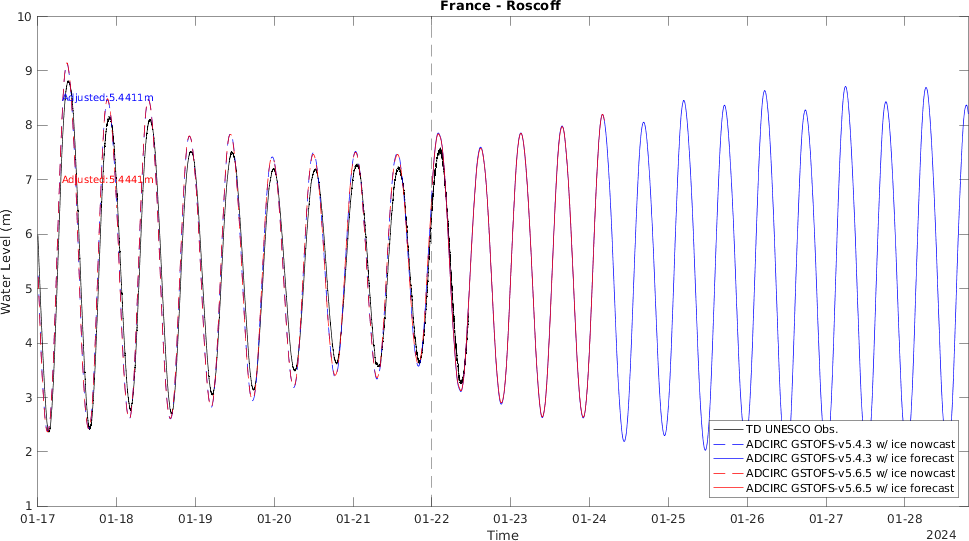 France - Roscoff
10
9
8
7
6
5
4
3
2
1
Water Level (m)
Adjusted:5.4411m
Adjusted:5.4441m
TD UNESCO Obs.
ADCIRC GSTOFS-v5.4.3 w/ ice nowcast
ADCIRC GSTOFS-v5.4.3 w/ ice forecast
ADCIRC GSTOFS-v5.6.5 w/ ice nowcast
ADCIRC GSTOFS-v5.6.5 w/ ice forecast
01-17 01-18 01-19 01-20 01-21 01-22 01-23 01-24 01-25 01-26 01-27 01-28
Time
2024